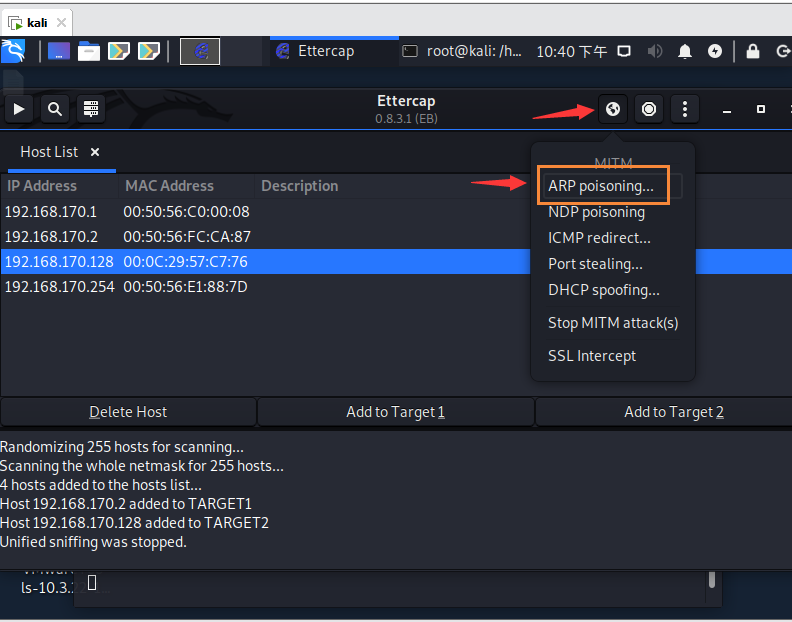 kali
Ettercap
root@kali: /h...
10:40 下午
Ettercap
0.8.3.1 (EB)
Host List
MITM
IP Address MAC Address Description
ARP poisoning...
192.168.170.1 00:50:56:C0:00:08
NDP poisoning
192.168.170.2 00:50:56:FC:CA:87
ICMP redirect...
192.168.170.128 00:0C:29:57:C7:76
Port stealing...
192.168.170.254 00:50:56:E1:88:7D
DHCP spoofing...
Stop MITM attack(s)
SSL Intercept
Delete Host Add to Target 1 Add to Target 2
Randomizing 255 hosts for scanning...
Scanning the whole netmask for 255 hosts...
4 hosts added to the hosts list...
Host 192.168.170.2 added to TARGET1
Host 192.168.170.128 added to TARGET2
Unified sniffing was stopped.
ls-10.3.